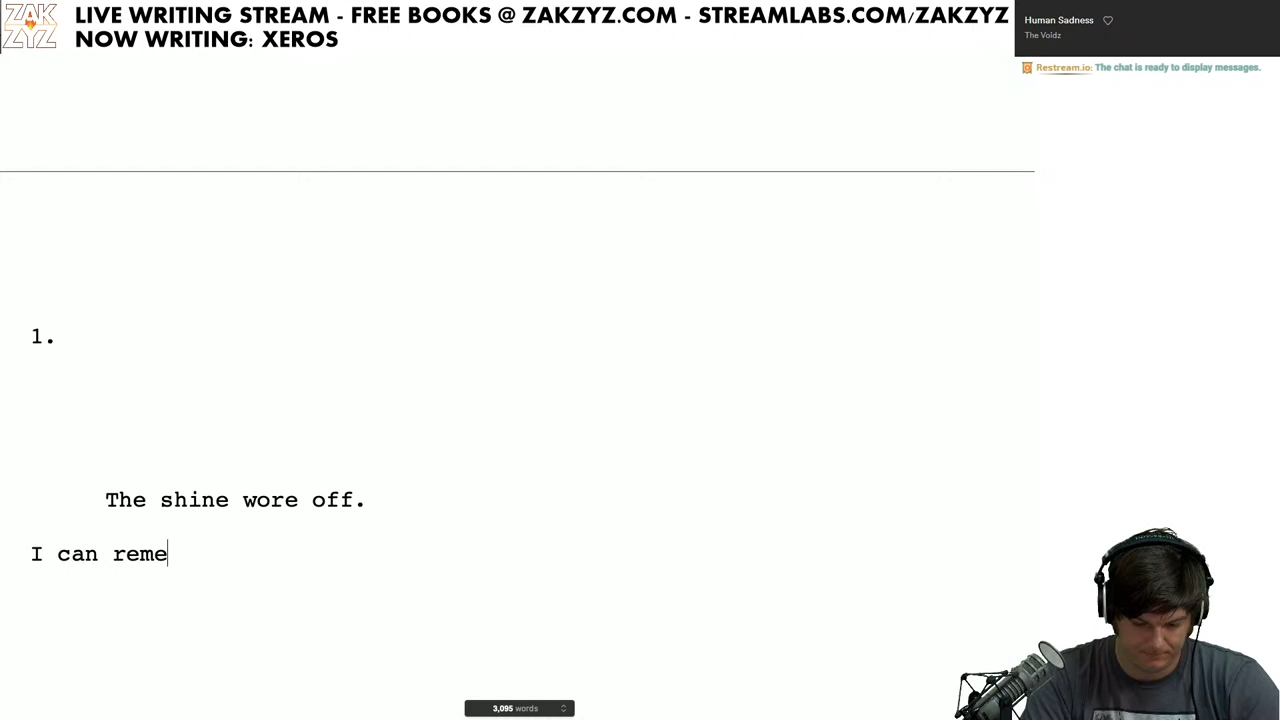 ZAK
ZYZ
LIVE WRITING STREAM - FREE BOOKS @ ZAKZYZ.COM - STREAMLABS.COM/ZAKZYZ
NOW WRITING: XEROS
Human Sadness
The Voidz
Restream.io: The chat is ready to display messages.
1.
The shine wore off.
I can reme
3,095 words